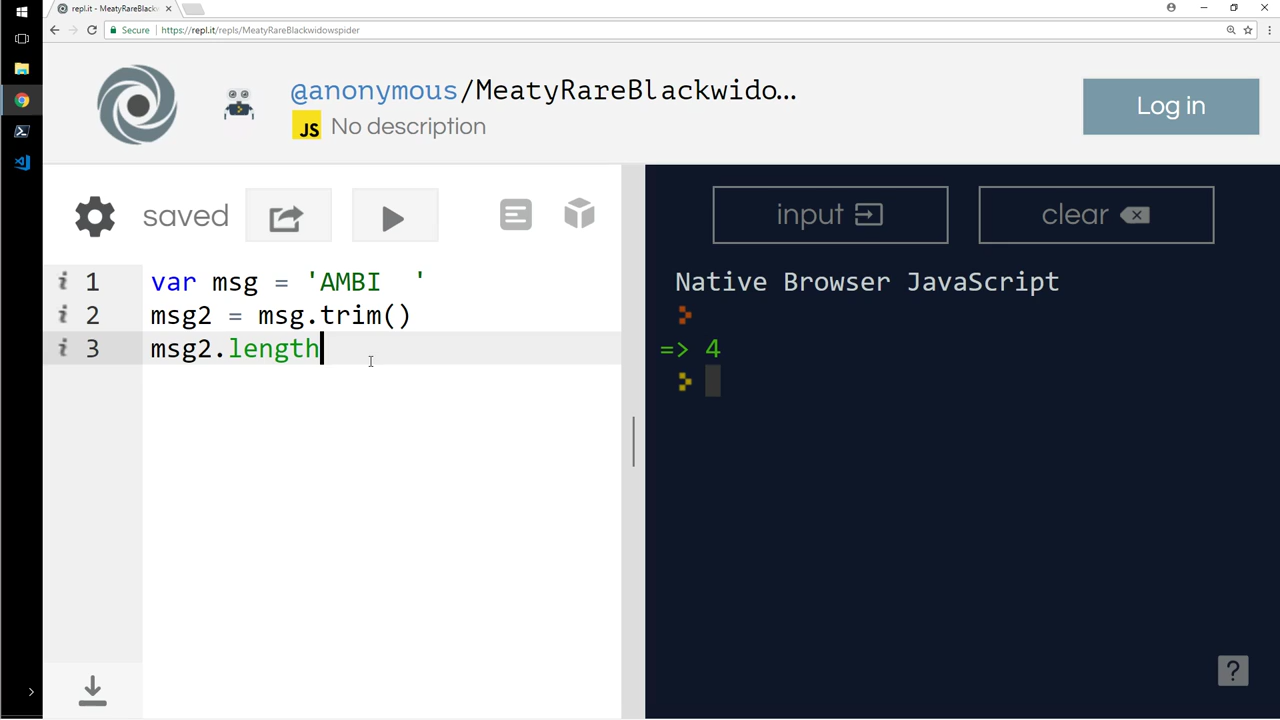 repl.it - MeatyRareBlackw
Secure
https://repl.it/repls/MeatyRareBlackwidowspider
@anonymous/MeatyRareBlackwido...
JS No description
Log in
saved
input
clear
1 var msg = 'AMBI  '
2 msg2 = msg.trim()
3 msg2.length
Native Browser JavaScript
=> 4
?